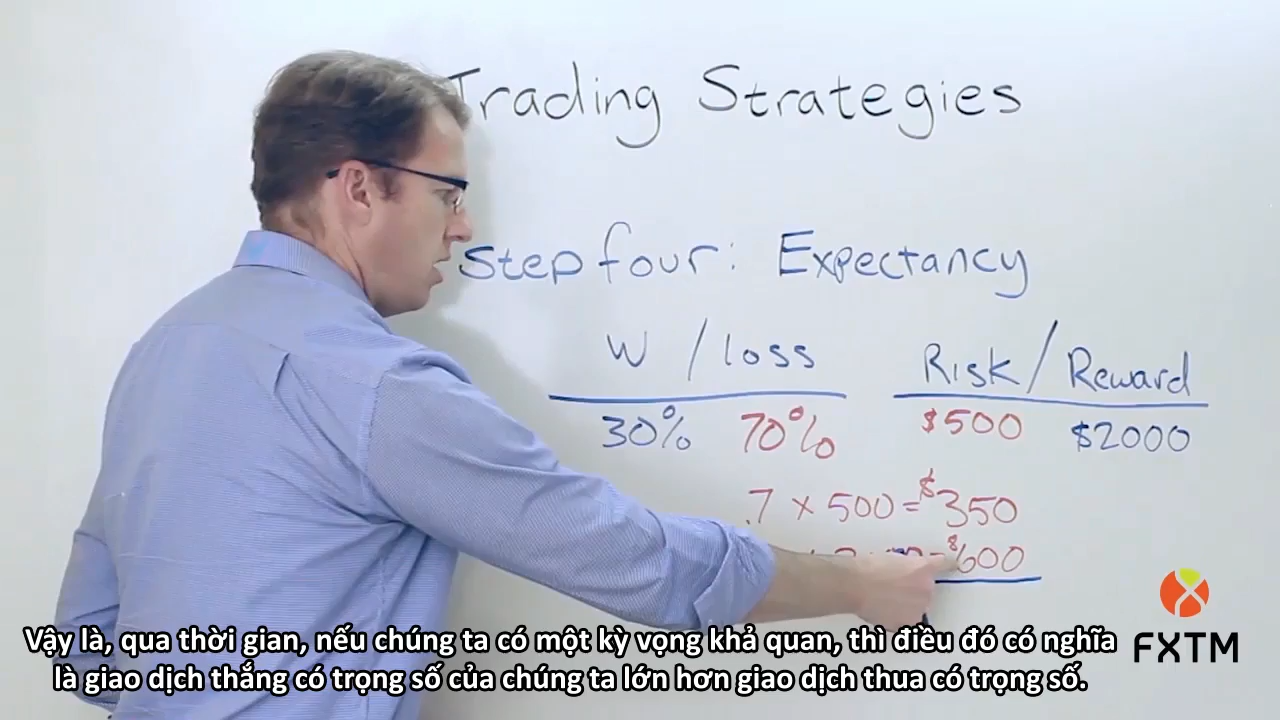 Trading Strategies
Step four: Expectancy
W / loss
Risk / Reward
30% 70%
$500 $2000
.7 x 500 = $350
$600
Vậy là, qua thời gian, nếu chúng ta có một kỳ vọng khả quan, thì điều đó có nghĩa
là giao dịch thắng có trọng số của chúng ta lớn hơn giao dịch thua có trọng số.
FXTM